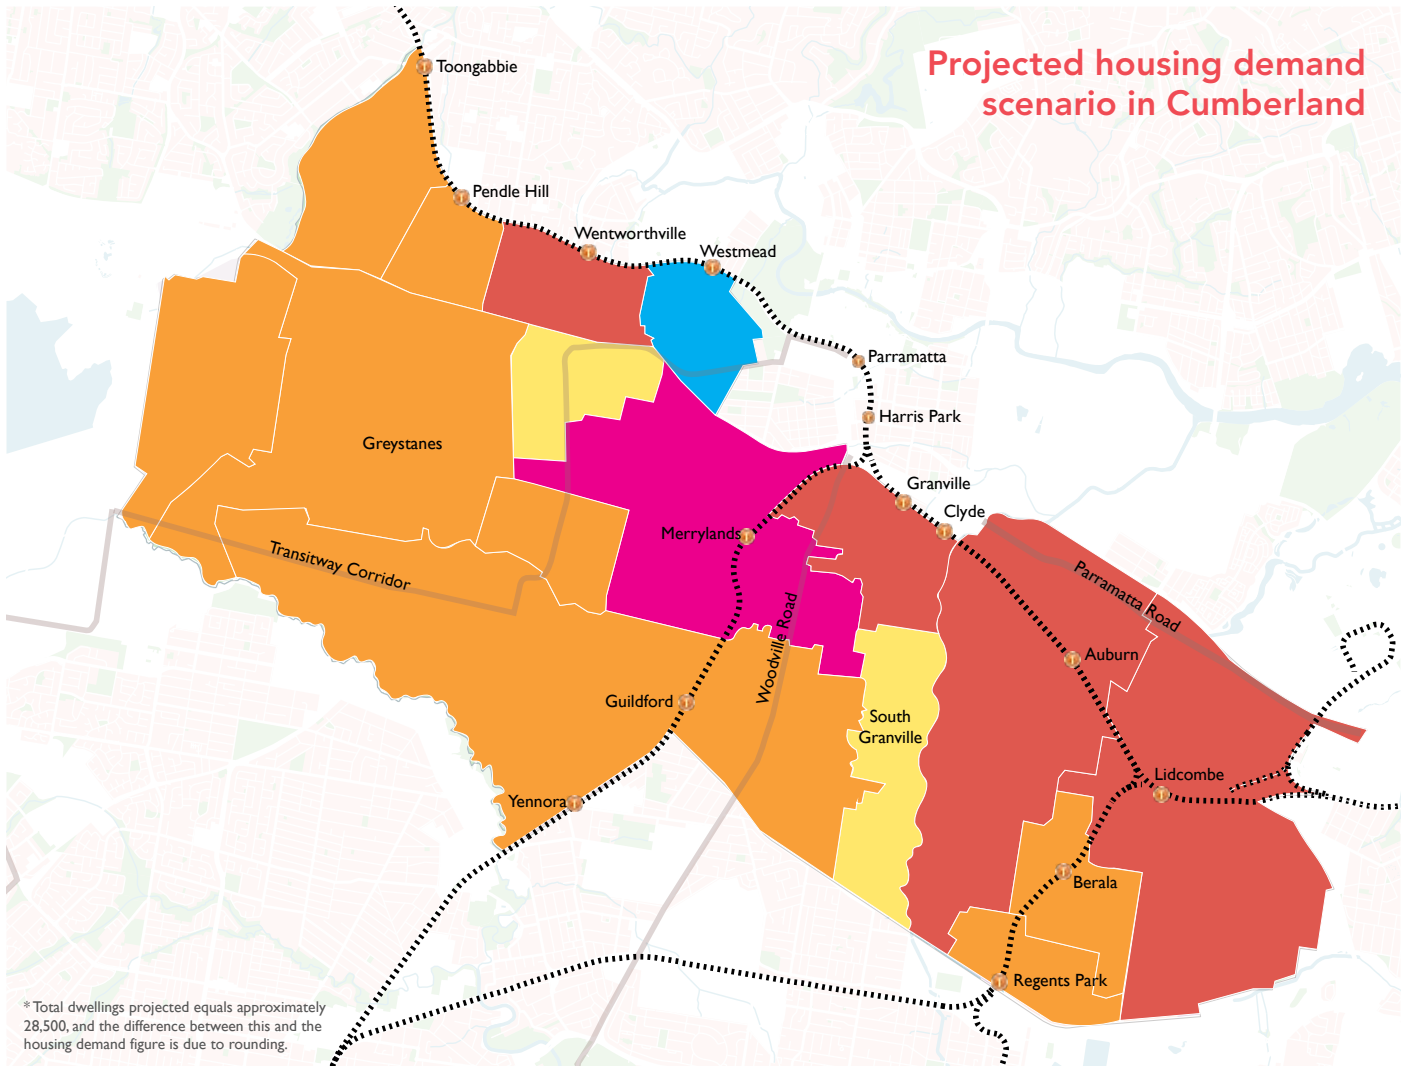 Projected housing demand
scenario in Cumberland
Toongabbie
Pendle Hill
Wentworthville
Westmead
Parramatta
Harris Park
Greystanes
Granville
Clyde
Merrylands
Transitway Corridor
Parramatta Road
Woodville Road
Auburn
Guildford
South
Granville
Lidcombe
Yennora
Berala
Regents Park
* Total dwellings projected equals approximately
28,500, and the difference between this and the
housing demand figure is due to rounding.